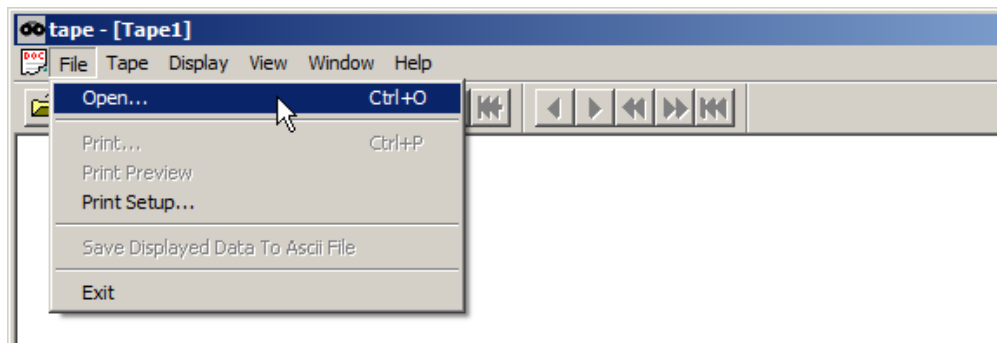 tape - [Tape1]
DOC File Tape Display View Window Help
Open... Ctrl+O
Print... Ctrl+P
Print Preview
Print Setup...
Save Displayed Data To Ascii File
Exit